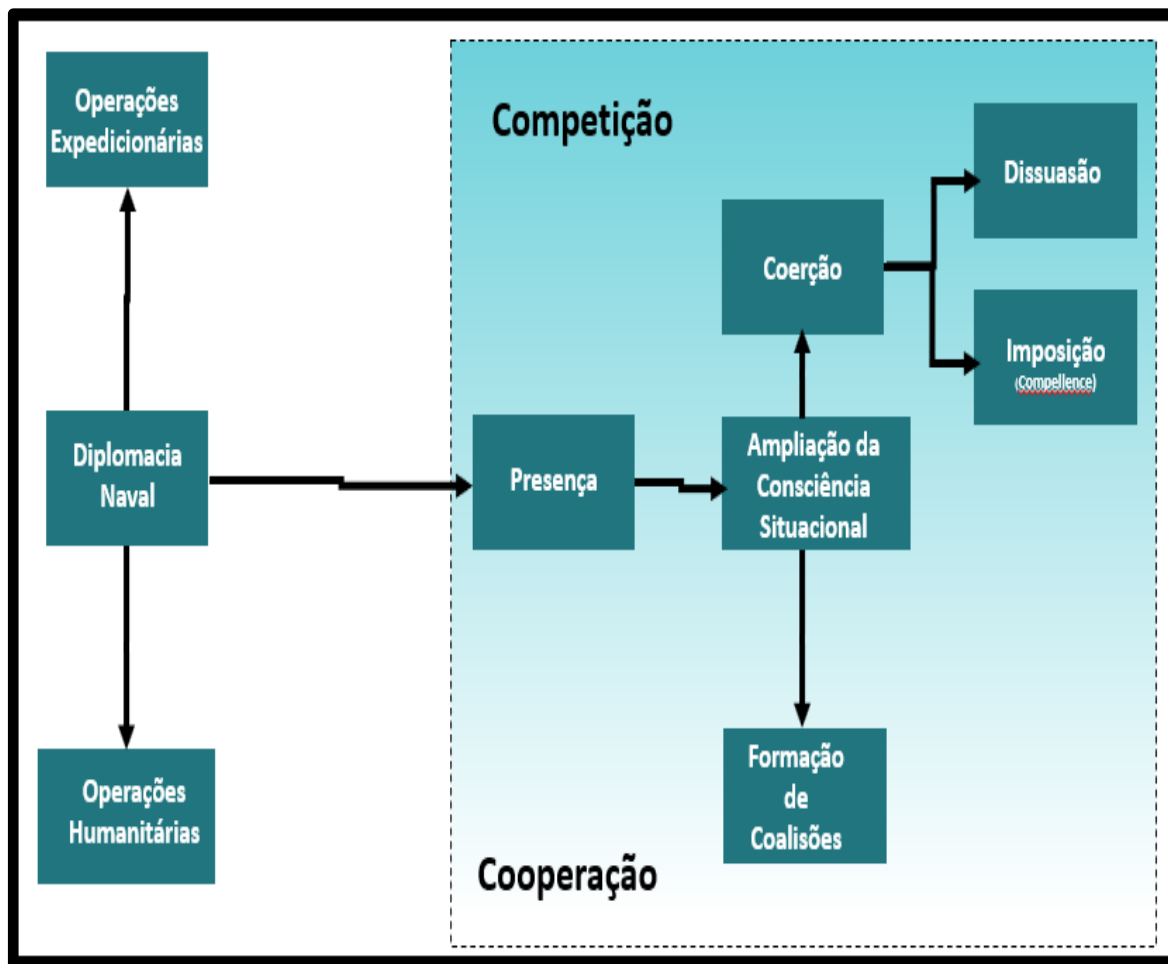 Operações
Expedicionárias
Competição
Dissuasão
Coerção
Imposição
(Compellence)
Diplomacia
Naval
Presença
Ampliação da
Consciência
Situacional
Operações
Humanitárias
Formação
de
Coalisões
Cooperação